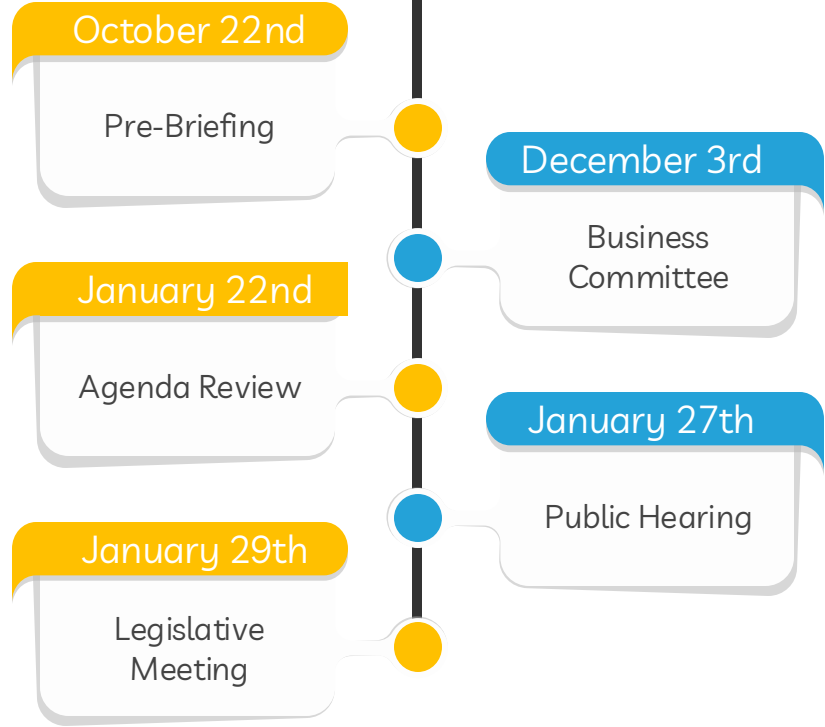 October 22nd
Pre-Briefing
December 3rd
Business
Committee
January 22nd
Agenda Review
January 27th
Public Hearing
January 29th
Legislative
Meeting